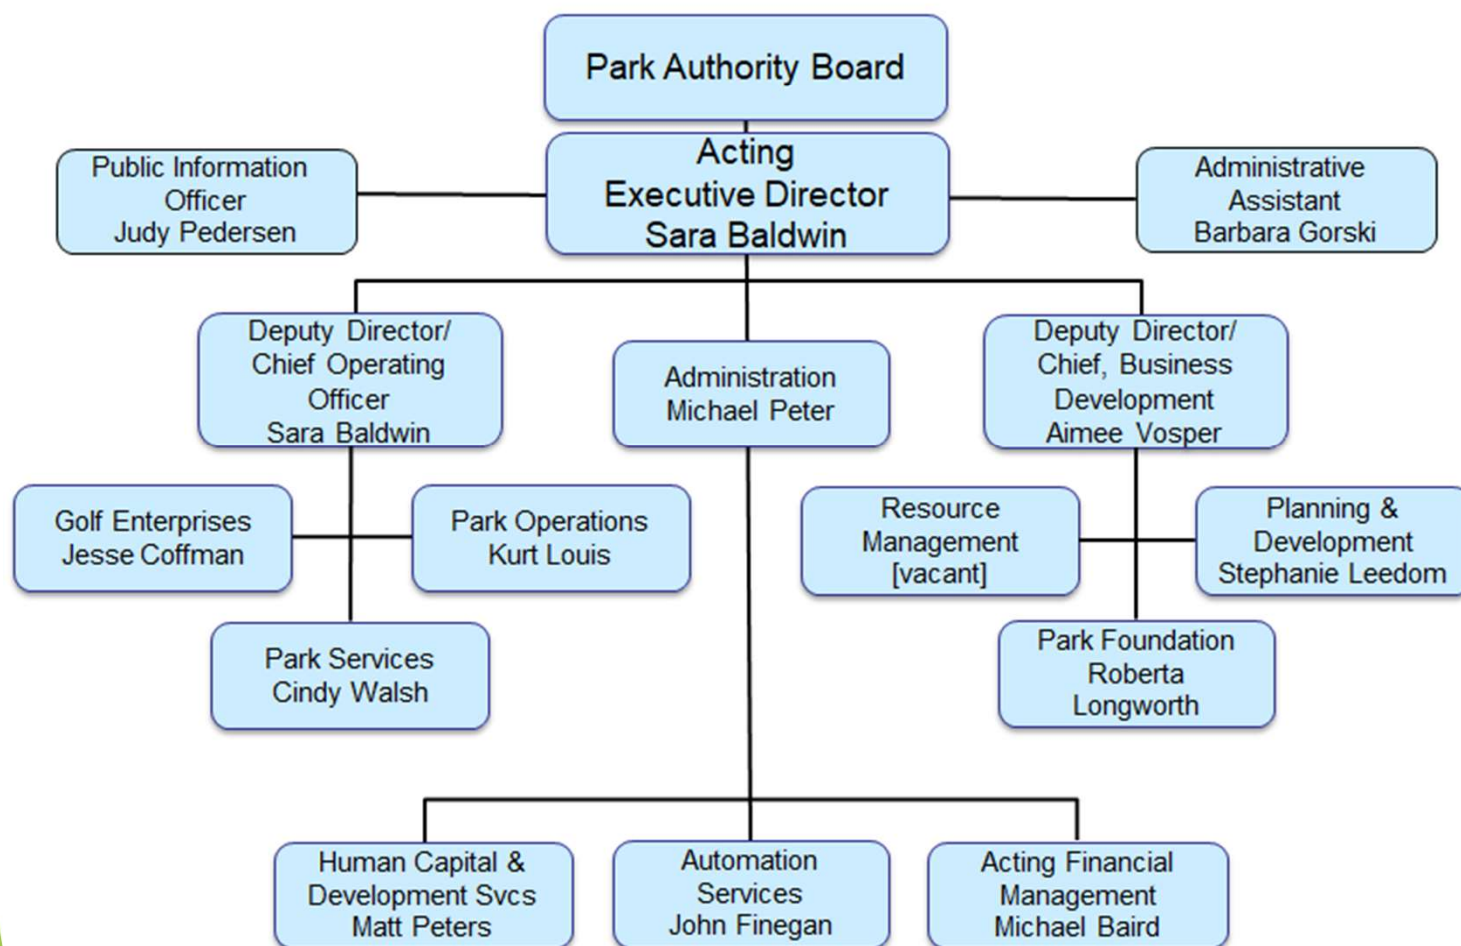 Park Authority Board
Acting
Executive Director
Sara Baldwin
Public Information
Officer
Judy Pedersen
Administrative
Assistant
Barbara Gorski
Deputy Director/
Chief Operating
Officer
Sara Baldwin
Administration
Michael Peter
Deputy Director/
Chief, Business
Development
Aimee Vosper
Golf Enterprises
Jesse Coffman
Park Operations
Kurt Louis
Resource
Management
[vacant]
Planning &
Development
Stephanie Leedom
Park Services
Cindy Walsh
Park Foundation
Roberta
Longworth
Human Capital &
Development Svcs
Matt Peters
Automation
Services
John Finegan
Acting Financial
Management
Michael Baird